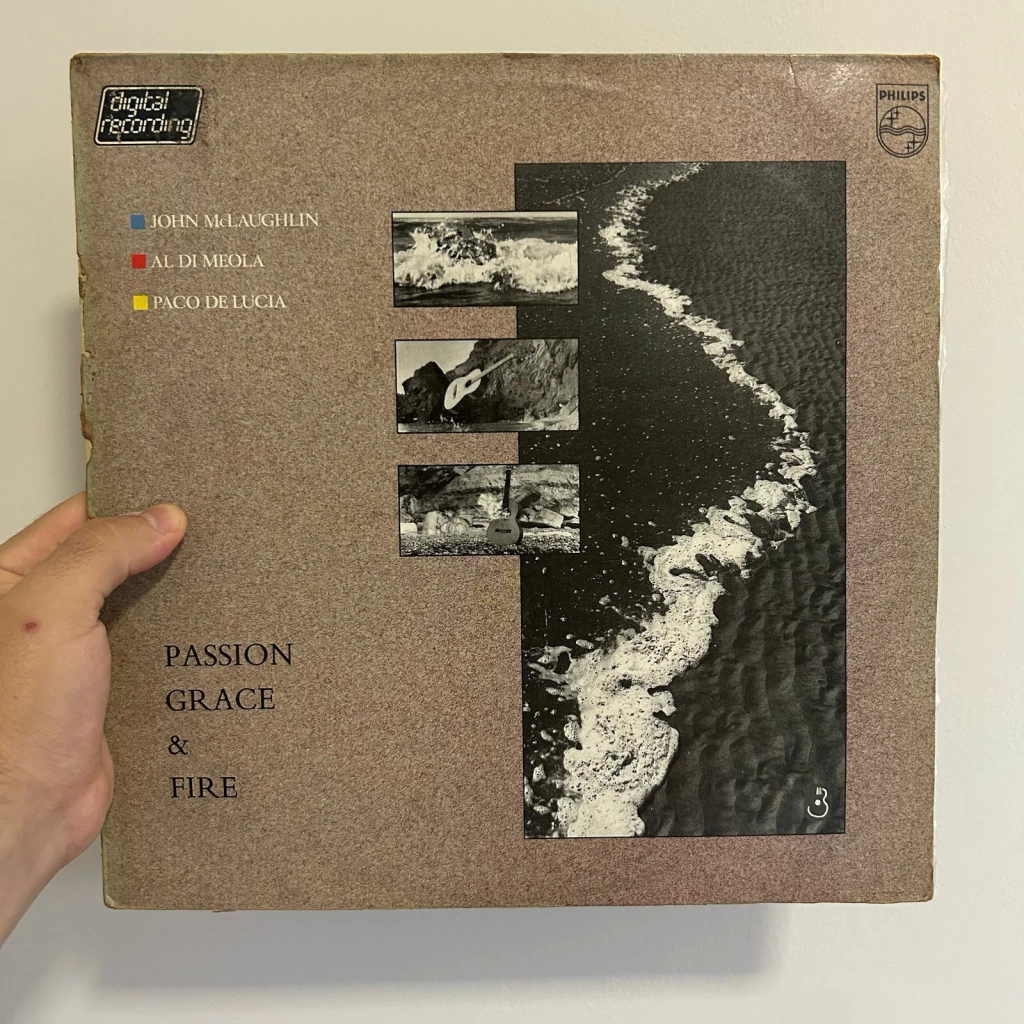 digital
recording
PHILIPS
JOHN McLAUGHLIN
AL DI MEOLA
PACO DE LUCIA
PASSION
GRACE
&
FIRE